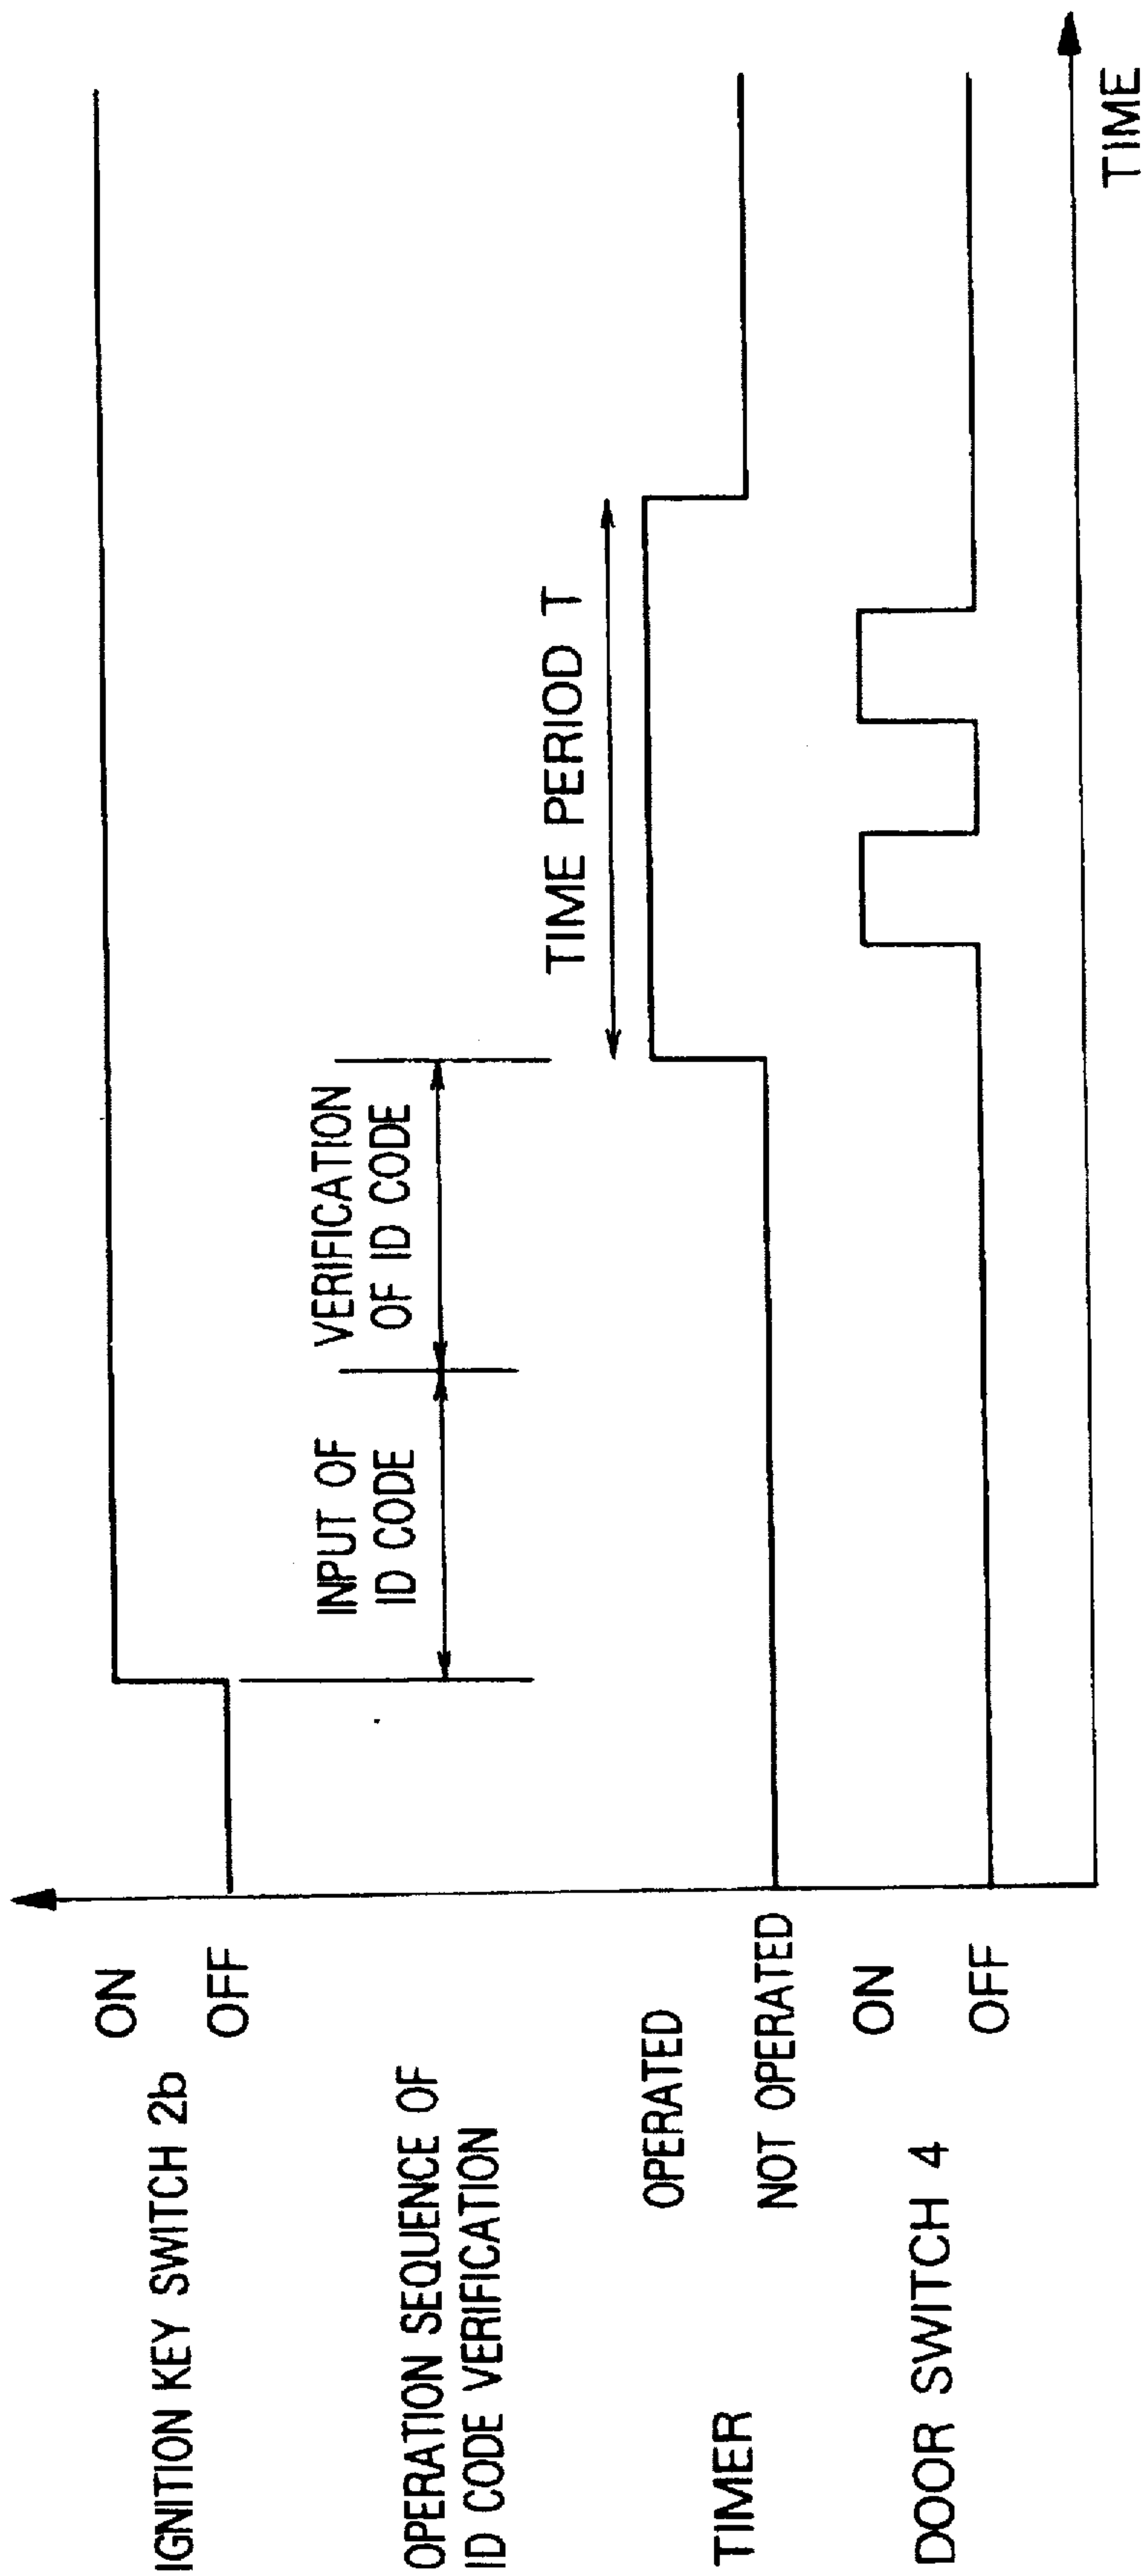 IGNITION KEY SWITCH 2b
ON
OFF
OPERATION SEQUENCE OF
ID CODE VERIFICATION
INPUT OF
ID CODE
VERIFICATION
OF ID CODE
TIMER
OPERATED
NOT OPERATED
TIME PERIOD T
DOOR SWITCH 4
ON
OFF
TIME